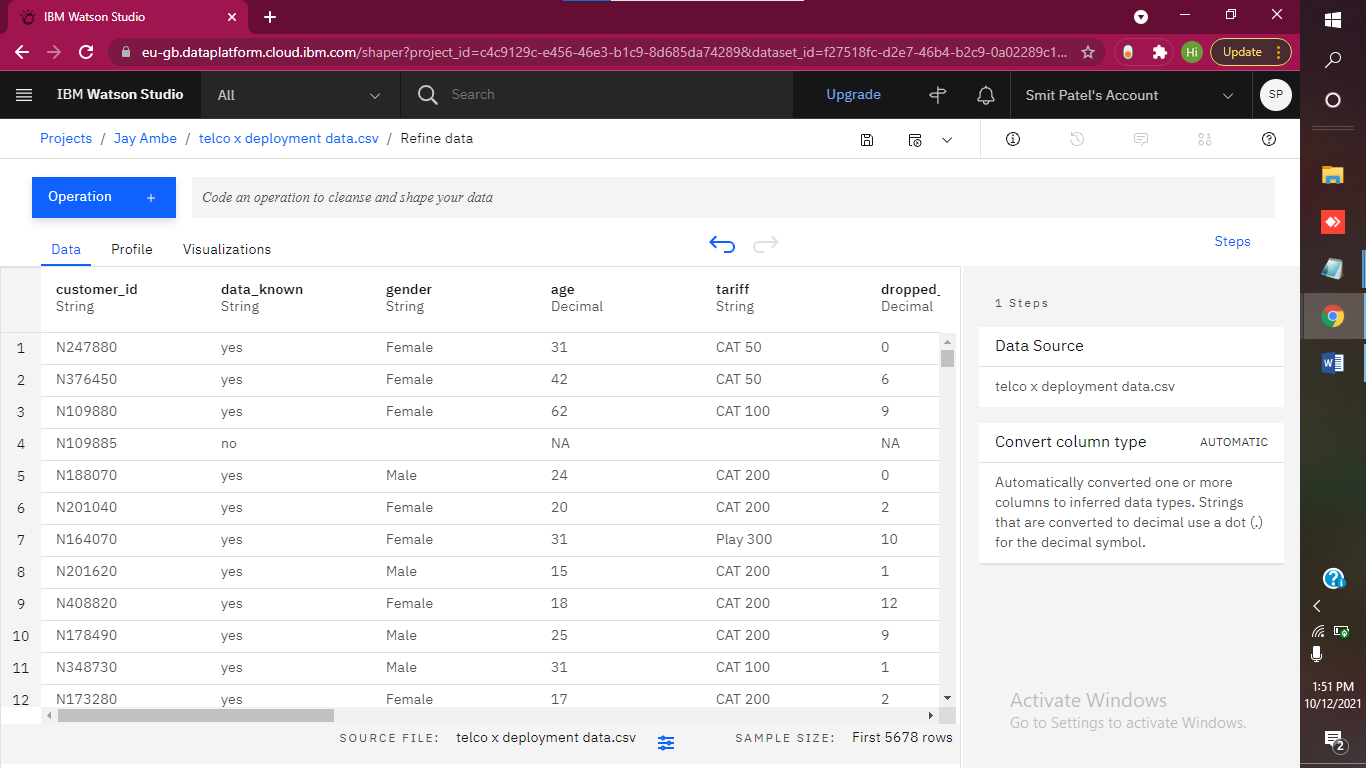 IBM Watson Studio
eu-gb.dataplatform.cloud.ibm.com/shaper?project_id=c4c9129c-e456-46e3-b1c9-8d685da74289&dataset_id=f27518fc-d2e7-46b4-b2c9-0a02289c1...
Hi
Update
IBM Watson Studio
All
Search
Upgrade
Smit Patel's Account
SP
Projects / Jay Ambe / telco x deployment data.csv / Refine data
Operation +
Code an operation to cleanse and shape your data
Data Profile Visualizations
Steps
customer_id data_known gender age tariff dropped_
String String String Decimal String Decimal
1 N247880 yes Female 31 CAT 50 0
2 N376450 yes Female 42 CAT 50 6
3 N109880 yes Female 62 CAT 100 9
4 N109885 no NA NA
5 N188070 yes Male 24 CAT 200 0
6 N201040 yes Female 20 CAT 200 2
7 N164070 yes Female 31 Play 300 10
8 N201620 yes Male 15 CAT 200 1
9 N408820 yes Female 18 CAT 200 12
10 N178490 yes Male 25 CAT 200 9
11 N348730 yes Male 31 CAT 100 1
12 N173280 yes Female 17 CAT 200 2
SOURCE FILE: telco x deployment data.csv SAMPLE SIZE: First 5678 rows
1 Steps
Data Source
telco x deployment data.csv
Convert column type AUTOMATIC
Automatically converted one or more
columns to inferred data types. Strings
that are converted to decimal use a dot (.)
for the decimal symbol.
Activate Windows
Go to Settings to activate Windows.
1:51 PM
10/12/2021
2